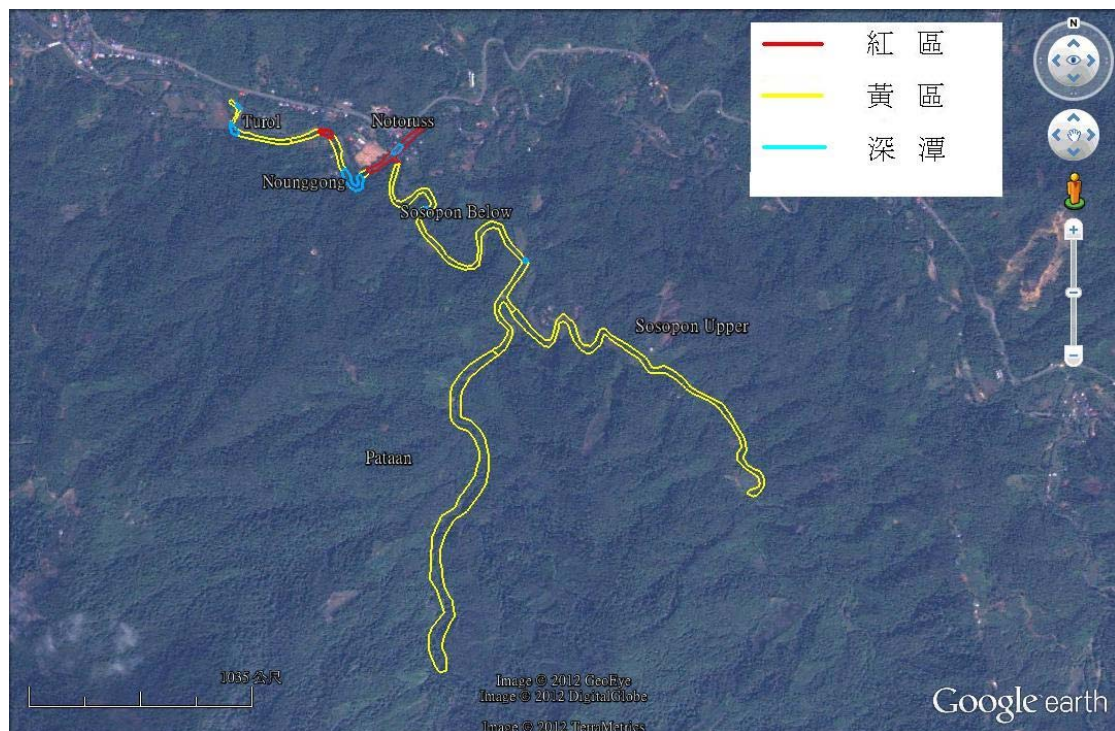 N
紅 區
黃 區
深 潭
Turol
Notoruss
Nounggong
Sosopon Below
Sosopon Upper
Pataan
1035 公尺
Image © 2012 GeoEye
Image © 2012 DigitalGlobe
Image © 2012 TerraMetrics
Google earth